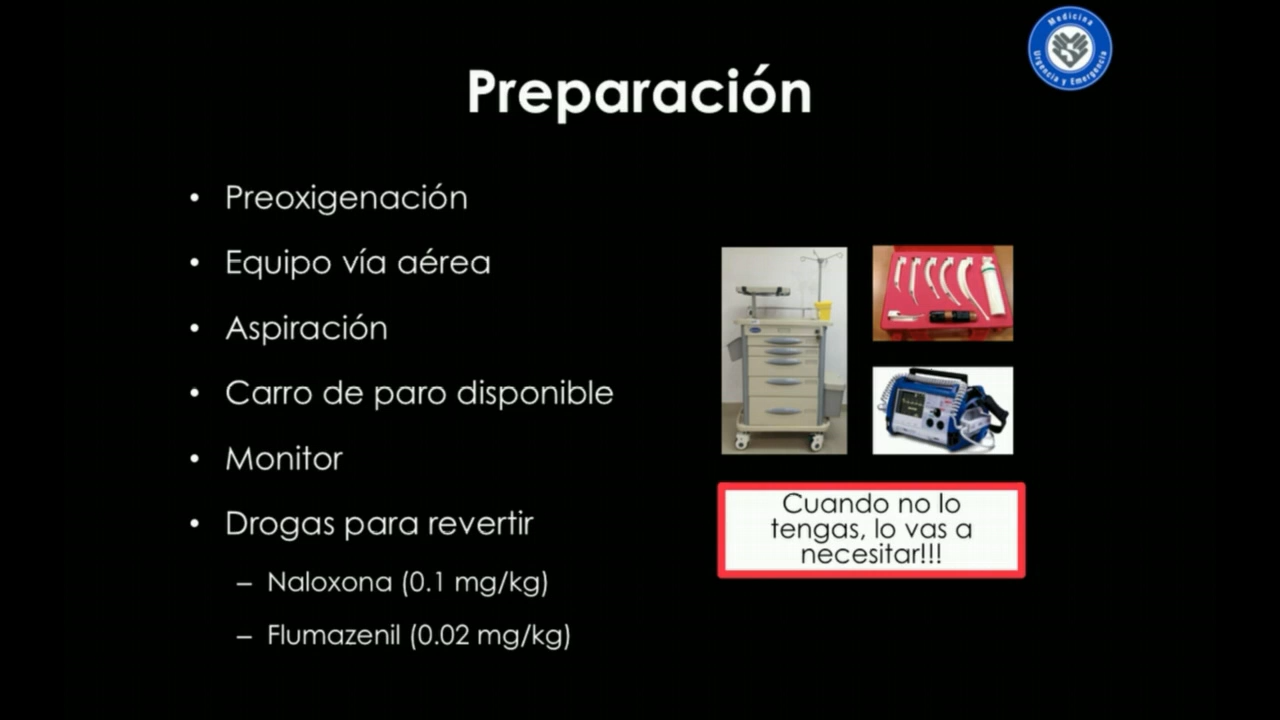 Medicina
Urgencia y Emergencia
Preparación
• Preoxigenación
• Equipo vía aérea
• Aspiración
• Carro de paro disponible
• Monitor
• Drogas para revertir
– Naloxona (0.1 mg/kg)
– Flumazenil (0.02 mg/kg)
Cuando no lo
tengas, lo vas a
necesitar!!!